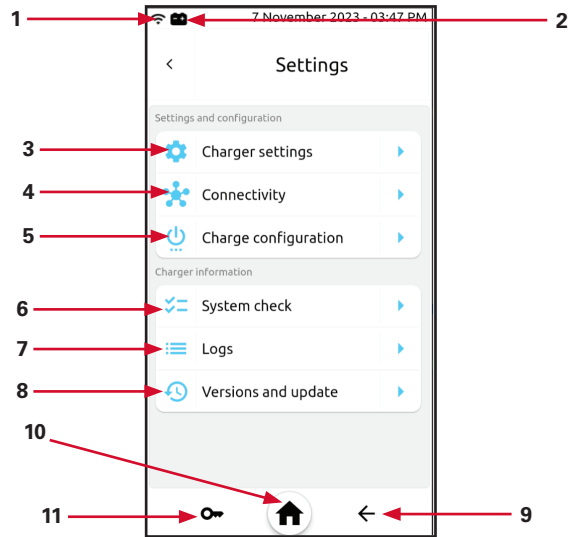 1
7 November 2023 - 03:47 PM
2
Settings
Settings and configuration
3
Charger settings
4
Connectivity
5
Charge configuration
Charger information
6
System check
7
Logs
8
Versions and update
10
11
9